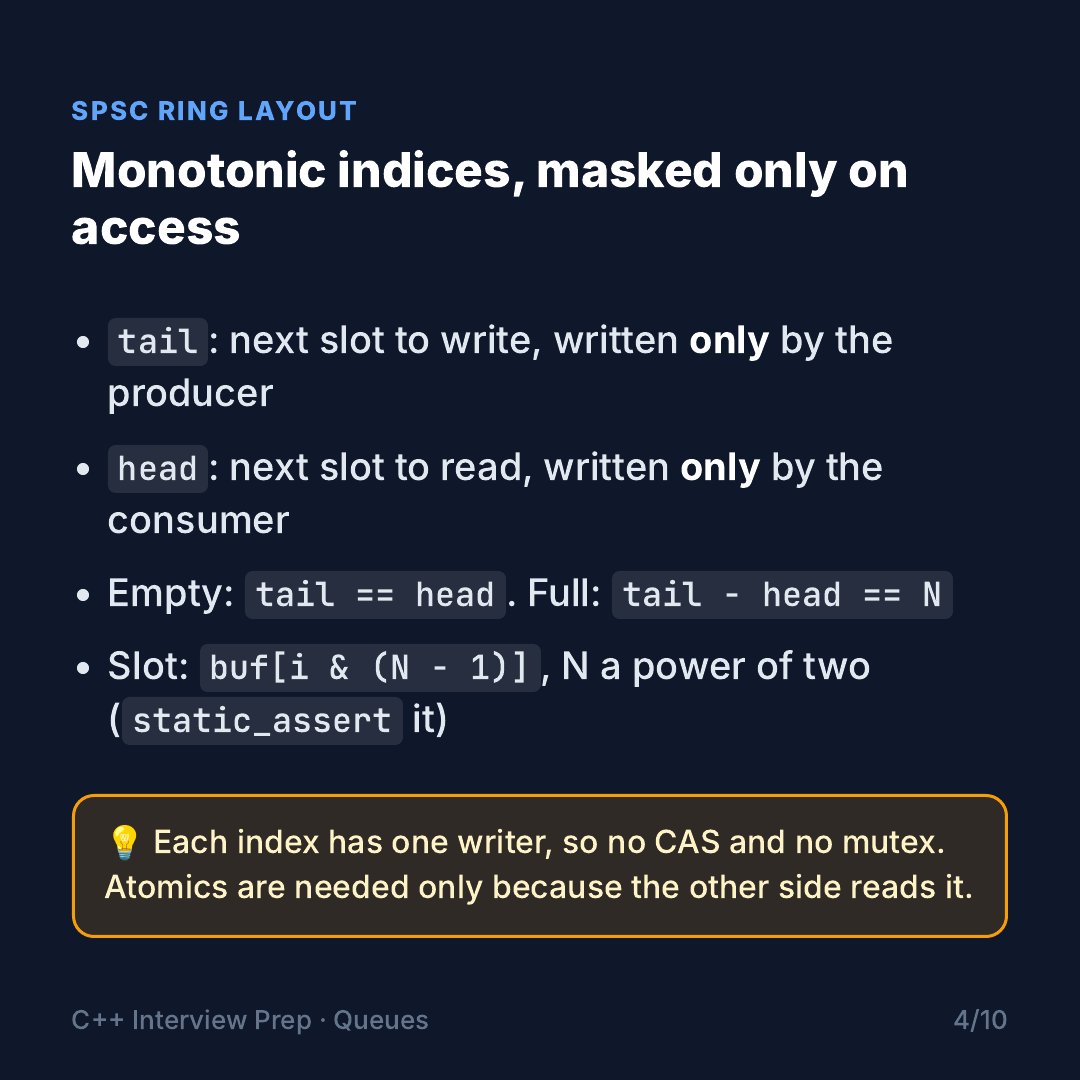 SPSC RING LAYOUT
Monotonic indices, masked only on
access
• tail: next slot to write, written only by the
producer
• head: next slot to read, written only by the
consumer
• Empty: tail == head. Full: tail - head == N
• Slot: buf[i & (N - 1)], N a power of two
(static_assert it)
💡 Each index has one writer, so no CAS and no mutex.
Atomics are needed only because the other side reads it.
C++ Interview Prep · Queues
4/10